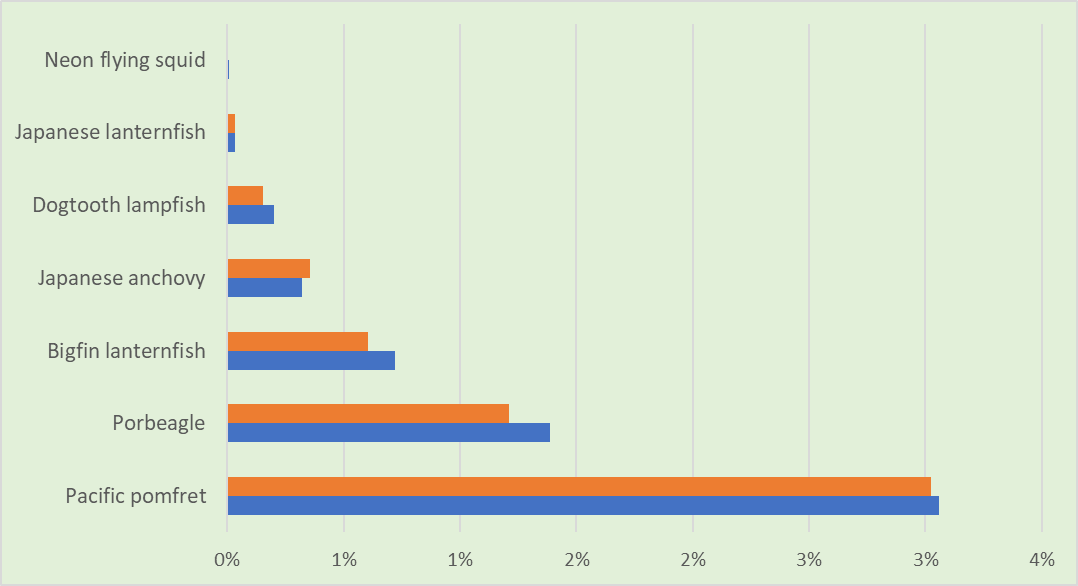 Neon flying squid
Japanese lanternfish
Dogtooth lampfish
Japanese anchovy
Bigfin lanternfish
Porbeagle
Pacific pomfret
0% 1% 1% 2% 2% 3% 3% 4%